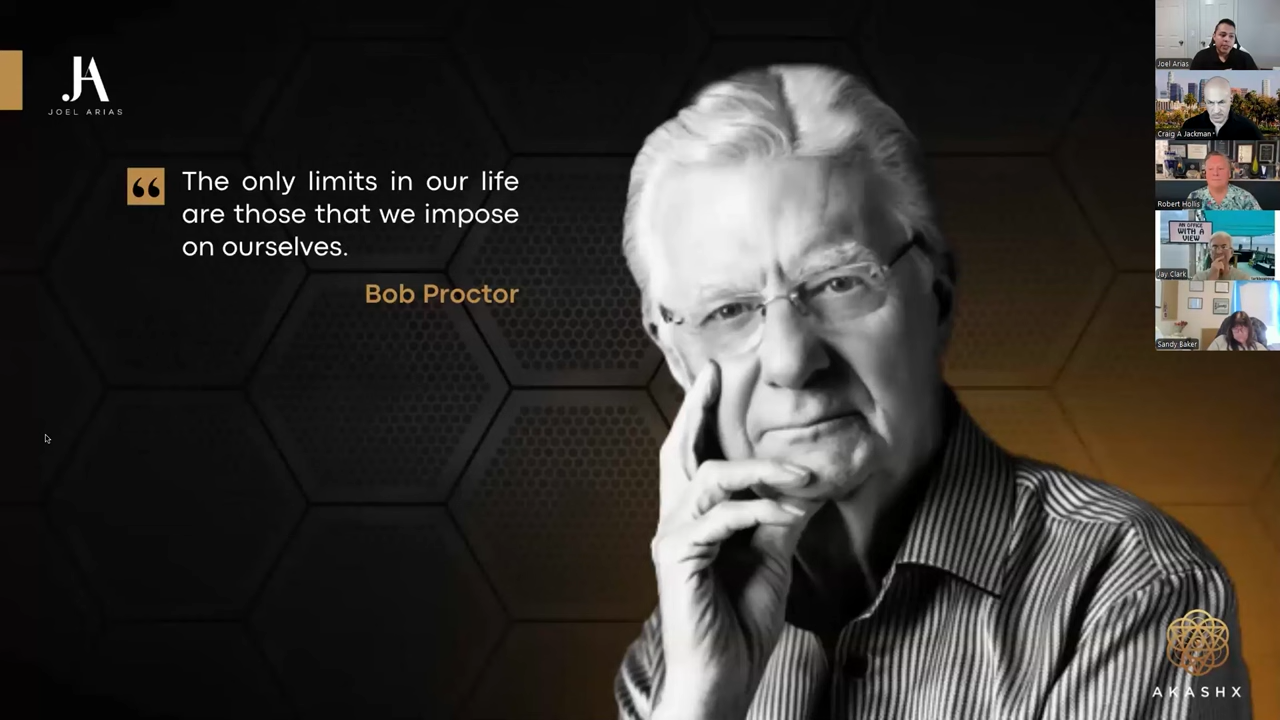 JA
JOEL ARIAS
“
The only limits in our life
are those that we impose
on ourselves.
Bob Proctor
Joel Arias
Craig A Jackman
Robert Hollis
AN OFFICE
WITH A
VIEW
Jay Clark
Sandy Baker
AKASHX